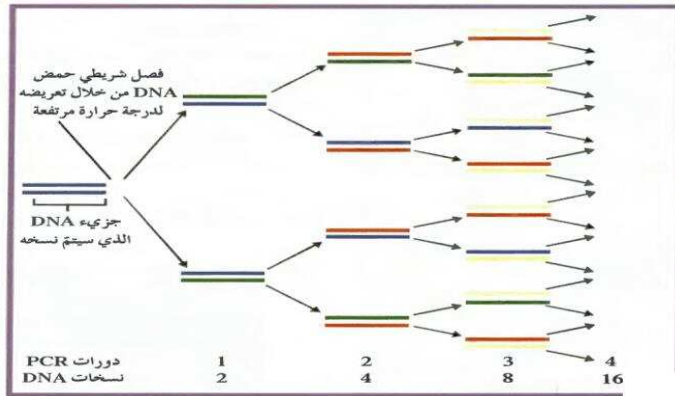 فصل شريطي حمض
DNA من خلال تعريضه
لدرجة حرارة مرتفعة
جزيء DNA
الذي سيتمّ نسخه
دورات PCR 1 2 3 4
نسخات DNA 2 4 8 16